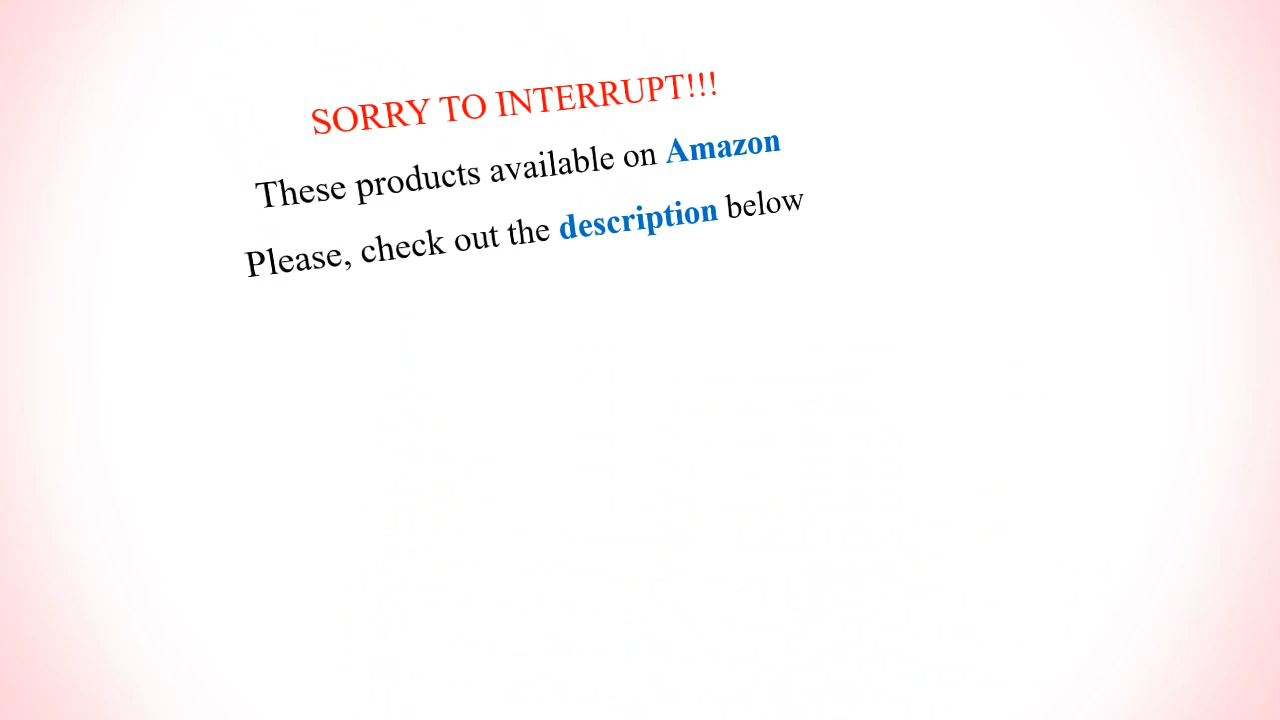 SORRY TO INTERRUPT!!!
These products available on Amazon
Please, check out the description below